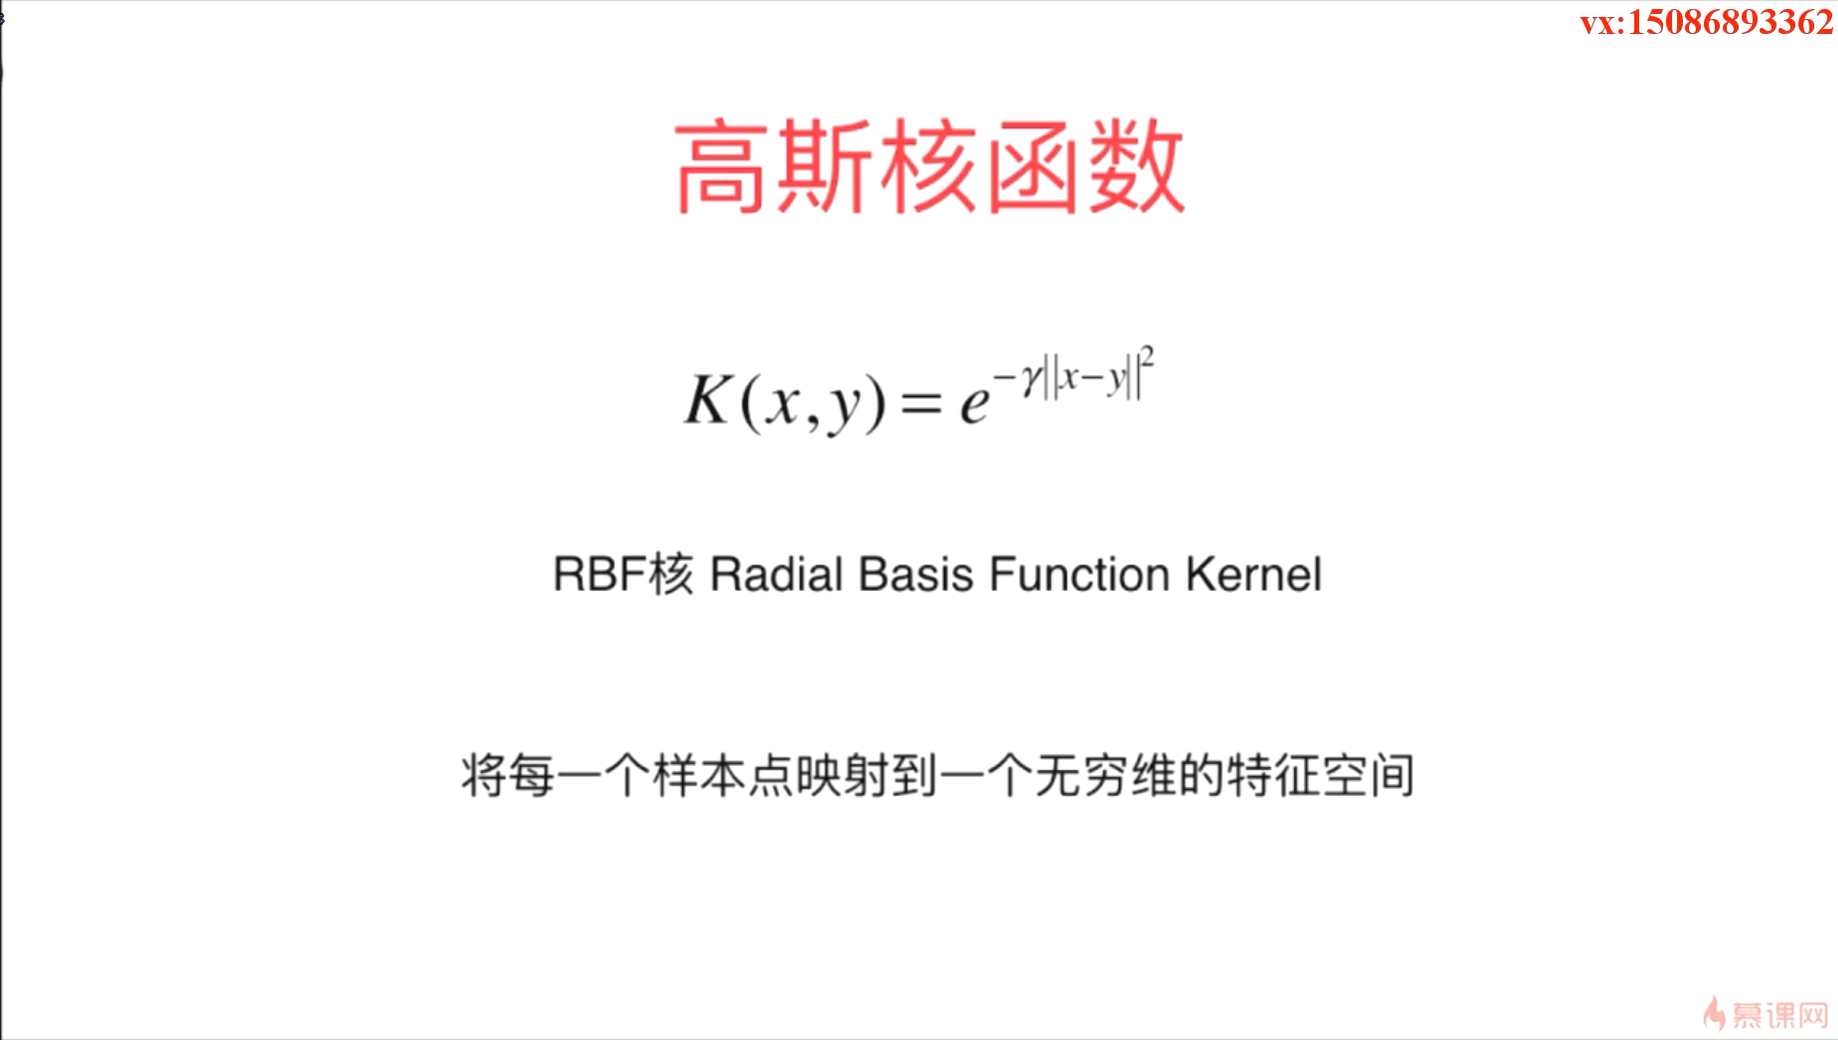 vx:15086893362
高斯核函数
K(x,y)=e^{-γ||x-y||^2}
RBF核 Radial Basis Function Kernel
将每一个样本点映射到一个无穷维的特征空间
慕课网